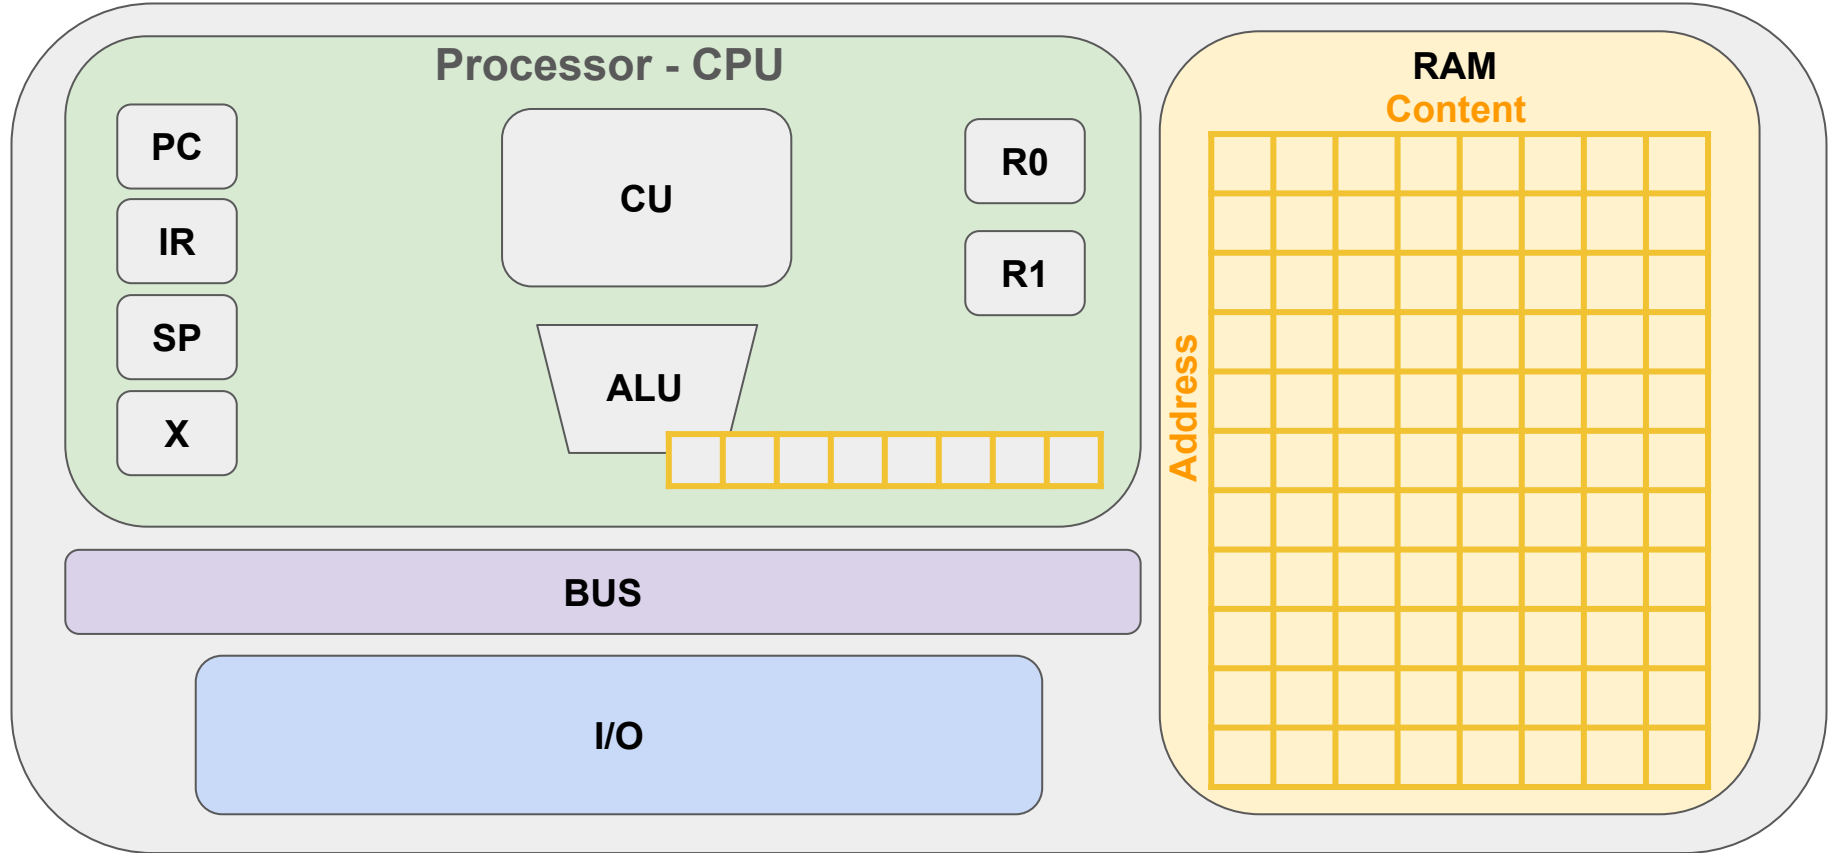 Processor - CPU
PC
IR
SP
X
CU
ALU
R0
R1
BUS
I/O
RAM
Content
Address